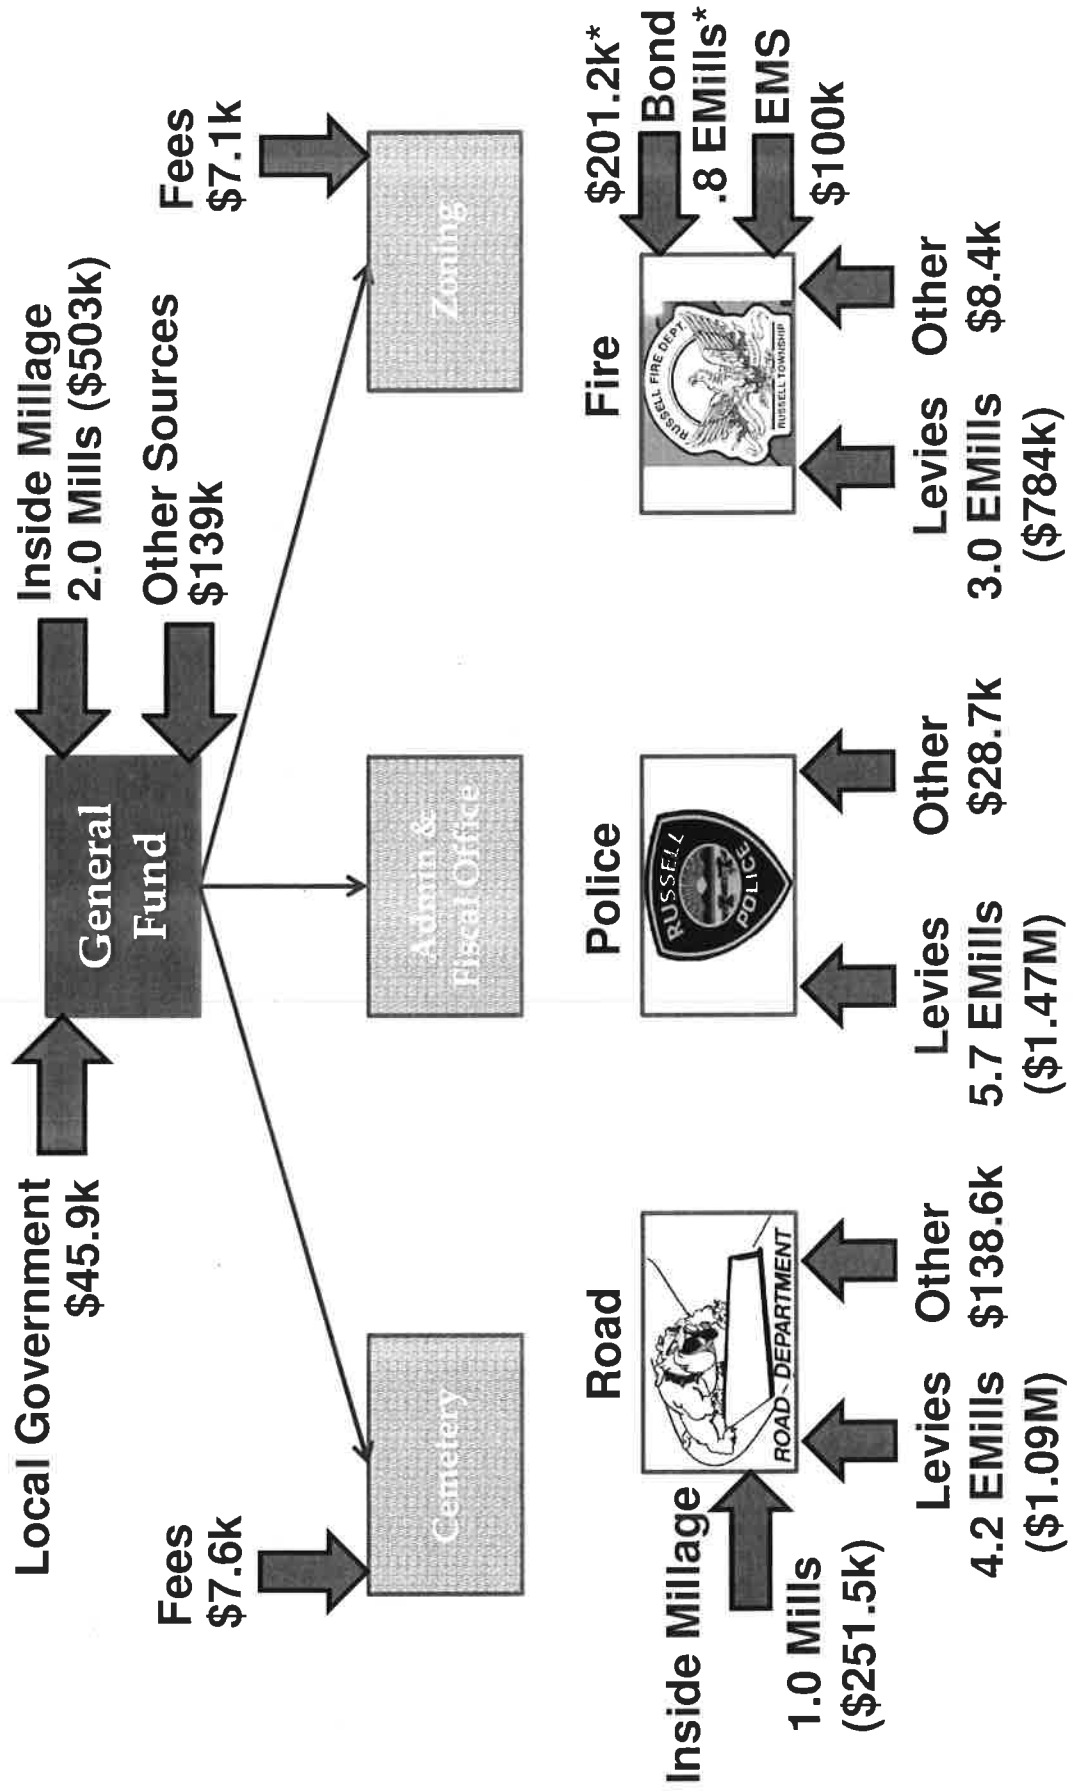 Local Government
$45.9k
General
Fund
Inside Millage
2.0 Mills ($503k)
Other Sources
$139k
Fees
$7.6k
Fees
$7.1k
Cemetery
Admin &
Fiscal Office
Zoning
Road
ROAD~DEPARTMENT
Inside Millage
1.0 Mills
($251.5k)
Levies
4.2 EMills
($1.09M)
Other
$138.6k
Police
RUSSELL
POLICE
Levies
5.7 EMills
($1.47M)
Other
$28.7k
Fire
RUSSELL FIRE DEPT.
RUSSELL TOWNSHIP
$201.2k*
Bond
.8 EMills*
EMS
$100k
Levies
3.0 EMills
($784k)
Other
$8.4k